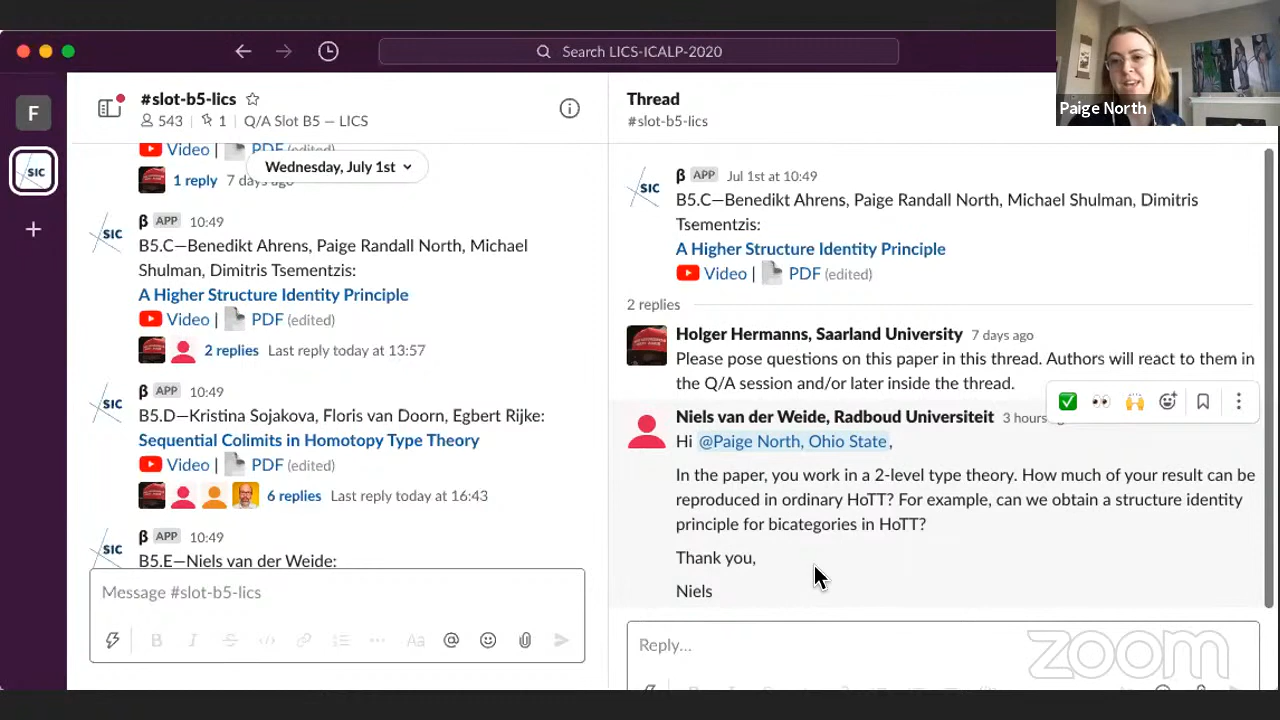 Search LICS-ICALP-2020
Paige North
F
SIC
#slot-b5-lics
543 | 1 | Q/A Slot B5 — LICS
Video | PDF (edited)
Wednesday, July 1st
1 reply 7 days ago
SIC
β APP 10:49
B5.C—Benedikt Ahrens, Paige Randall North, Michael
Shulman, Dimitris Tsementzis:
A Higher Structure Identity Principle
Video | PDF (edited)
2 replies Last reply today at 13:57
SIC
β APP 10:49
B5.D—Kristina Sojakova, Floris van Doorn, Egbert Rijke:
Sequential Colimits in Homotopy Type Theory
Video | PDF (edited)
6 replies Last reply today at 16:43
SIC
β APP 10:49
B5.E—Niels van der Weide:
Message #slot-b5-lics
B I S </> Aa @
Thread
#slot-b5-lics
SIC
β APP Jul 1st at 10:49
B5.C—Benedikt Ahrens, Paige Randall North, Michael Shulman, Dimitris
Tsementzis:
A Higher Structure Identity Principle
Video | PDF (edited)
2 replies
Holger Hermanns, Saarland University 7 days ago
Please pose questions on this paper in this thread. Authors will react to them in
the Q/A session and/or later inside the thread.
Niels van der Weide, Radboud Universiteit 3 hours
Hi @Paige North, Ohio State,
In the paper, you work in a 2-level type theory. How much of your result can be
reproduced in ordinary HoTT? For example, can we obtain a structure identity
principle for bicategories in HoTT?
Thank you,
Niels
Reply...
zoom